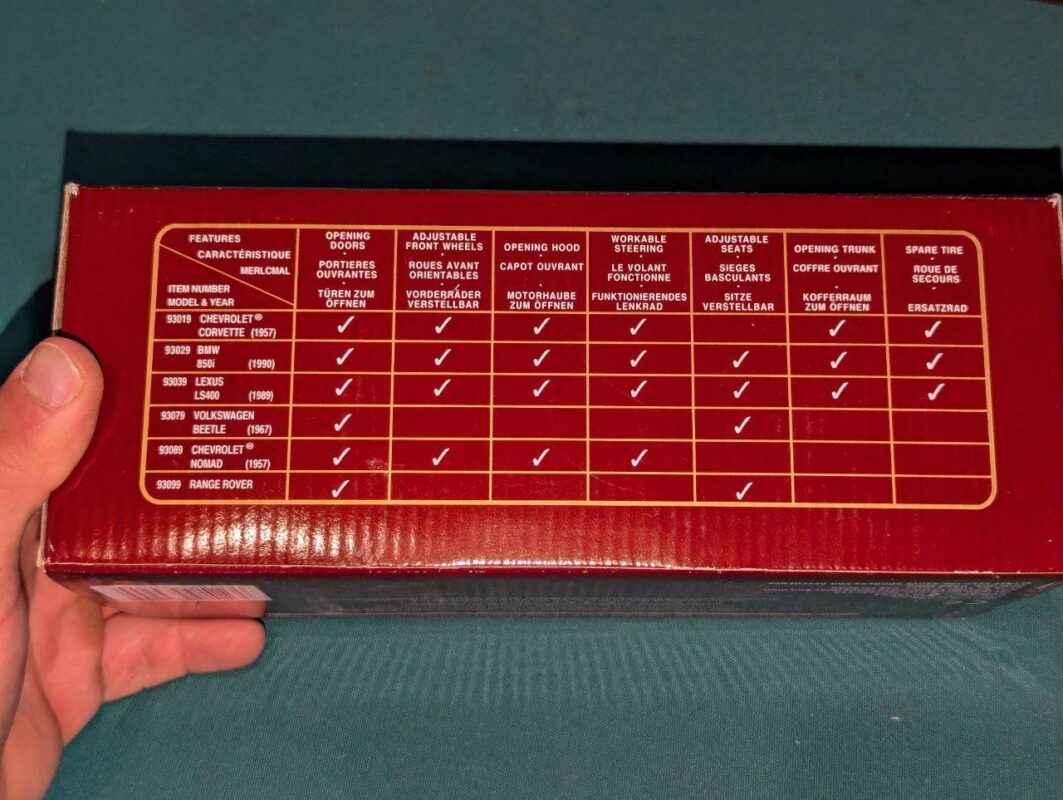 FEATURES
CARACTÉRISTIQUE
MERLCMAL
ITEM NUMBER
MODEL & YEAR
OPENING
DOORS
•
PORTIERES
OUVRANTES
•
TÜREN ZUM
ÖFFNEN
ADJUSTABLE
FRONT WHEELS
•
ROUES AVANT
ORIENTABLES
•
VORDERRÄDER
VERSTELLBAR
OPENING HOOD
•
CAPOT OUVRANT
•
MOTORHAUBE
ZUM ÖFFNEN
WORKABLE
STEERING
•
LE VOLANT
FONCTIONNE
•
FUNKTIONIERENDES
LENKRAD
ADJUSTABLE
SEATS
•
SIEGES
BASCULANTS
•
SITZE
VERSTELLBAR
OPENING TRUNK
•
COFFRE OUVRANT
•
KOFFERRAUM
ZUM ÖFFNEN
SPARE TIRE
•
ROUE DE
SECOURS
•
ERSATZRAD
93019 CHEVROLET®
CORVETTE (1957) ✓ ✓ ✓ ✓ ✓ ✓
93029 BMW
850i (1990) ✓ ✓ ✓ ✓ ✓ ✓ ✓
93039 LEXUS
LS400 (1989) ✓ ✓ ✓ ✓ ✓ ✓ ✓
93079 VOLKSWAGEN
BEETLE (1967) ✓ ✓
93089 CHEVROLET®
NOMAD (1957) ✓ ✓ ✓ ✓
93099 RANGE ROVER ✓ ✓